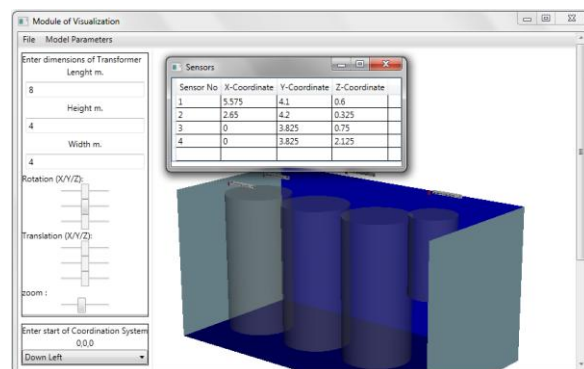 Module of Visualization
File Model Parameters
Enter dimensions of Transformer
Lenght m.
8
Height m.
4
Width m.
4
Rotation (X/Y/Z):
Translation (X/Y/Z):
zoom :
Enter start of Coordination System
0,0,0
Down Left
Sensors
Sensor No X-Coordinate Y-Coordinate Z-Coordinate
1 5.575 4.1 0.6
2 2.65 4.2 0.325
3 0 3.825 0.75
4 0 3.825 2.125